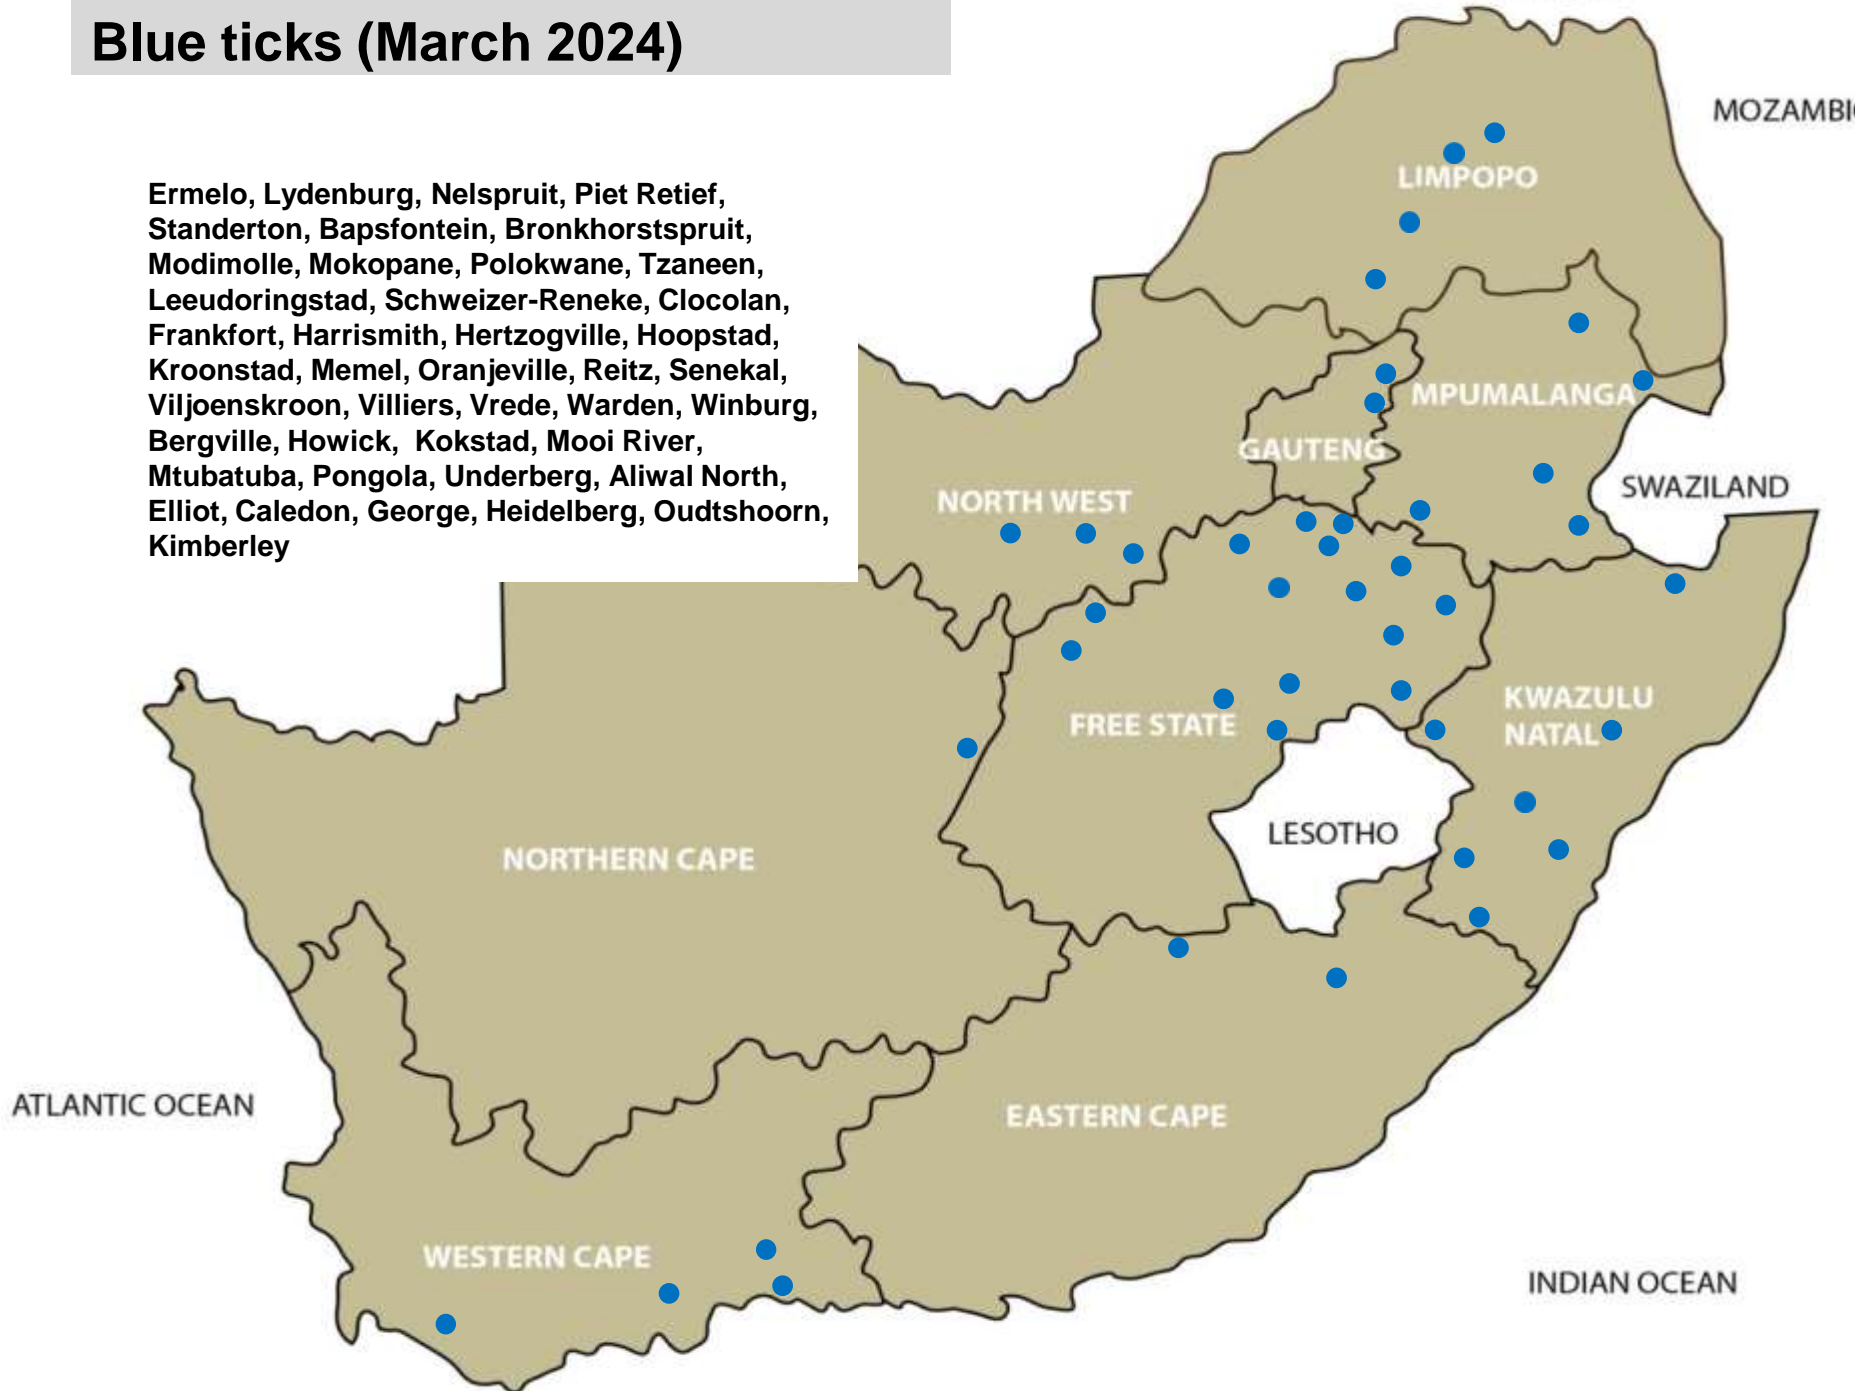 Blue ticks (March 2024)
Ermelo, Lydenburg, Nelspruit, Piet Retief,
Standerton, Bapsfontein, Bronkhorstspruit,
Modimolle, Mokopane, Polokwane, Tzaneen,
Leeudoringstad, Schweizer-Reneke, Clocolan,
Frankfort, Harrismith, Hertzogville, Hoopstad,
Kroonstad, Memel, Oranjeville, Reitz, Senekal,
Viljoenskroon, Villiers, Vrede, Warden, Winburg,
Bergville, Howick, Kokstad, Mooi River,
Mtubatuba, Pongola, Underberg, Aliwal North,
Elliot, Caledon, George, Heidelberg, Oudtshoorn,
Kimberley
MOZAMBI
LIMPOPO
MPUMALANGA
GAUTENG
SWAZILAND
NORTH WEST
KWAZULU
NATAL
FREE STATE
LESOTHO
NORTHERN CAPE
ATLANTIC OCEAN
EASTERN CAPE
WESTERN CAPE
INDIAN OCEAN